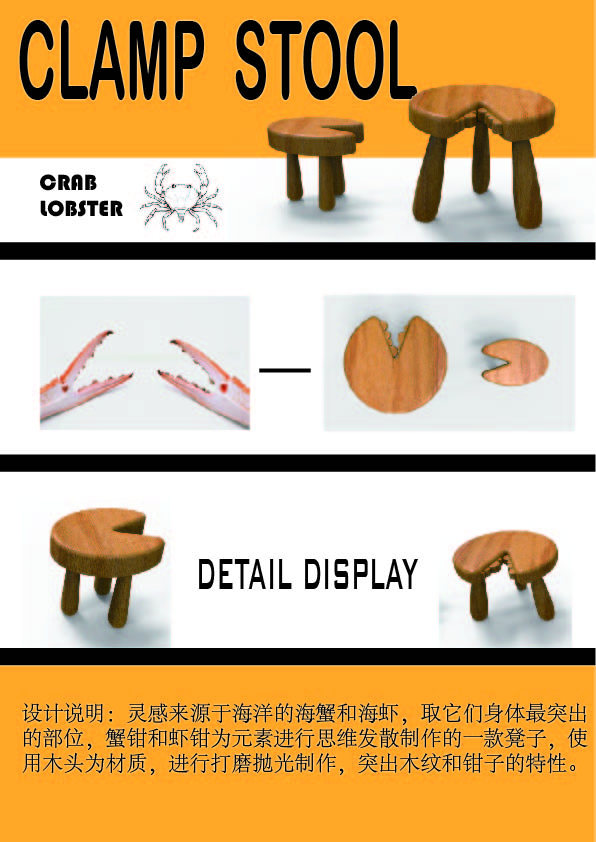 CLAMP STOOL
CRAB
LOBSTER
DETAIL DISPLAY
设计说明：灵感来源于海洋的海蟹和海虾，取它们身体最突出
的部位，蟹钳和虾钳为元素进行思维发散制作的一款凳子，使
用木头为材质，进行打磨抛光制作，突出木纹和钳子的特性。